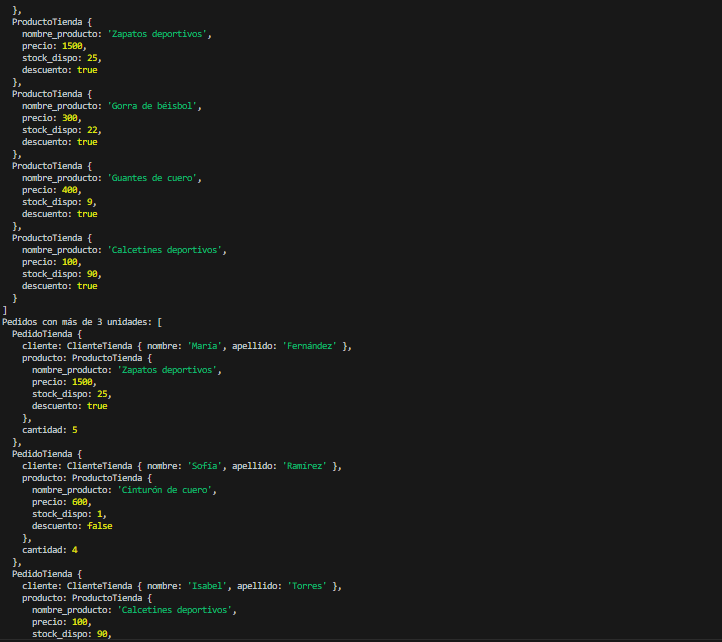 },
ProductoTienda {
nombre_producto: 'Zapatos deportivos',
precio: 1500,
stock_dispo: 25,
descuento: true
},
ProductoTienda {
nombre_producto: 'Gorra de béisbol',
precio: 300,
stock_dispo: 22,
descuento: true
},
ProductoTienda {
nombre_producto: 'Guantes de cuero',
precio: 400,
stock_dispo: 9,
descuento: true
},
ProductoTienda {
nombre_producto: 'Calcetines deportivos',
precio: 100,
stock_dispo: 90,
descuento: true
}
]
Pedidos con más de 3 unidades: [
PedidoTienda {
cliente: ClienteTienda { nombre: 'María', apellido: 'Fernández' },
producto: ProductoTienda {
nombre_producto: 'Zapatos deportivos',
precio: 1500,
stock_dispo: 25,
descuento: true
},
cantidad: 5
},
PedidoTienda {
cliente: ClienteTienda { nombre: 'Sofía', apellido: 'Ramírez' },
producto: ProductoTienda {
nombre_producto: 'Cinturón de cuero',
precio: 600,
stock_dispo: 1,
descuento: false
},
cantidad: 4
},
PedidoTienda {
cliente: ClienteTienda { nombre: 'Isabel', apellido: 'Torres' },
producto: ProductoTienda {
nombre_producto: 'Calcetines deportivos',
precio: 100,
stock_dispo: 90,